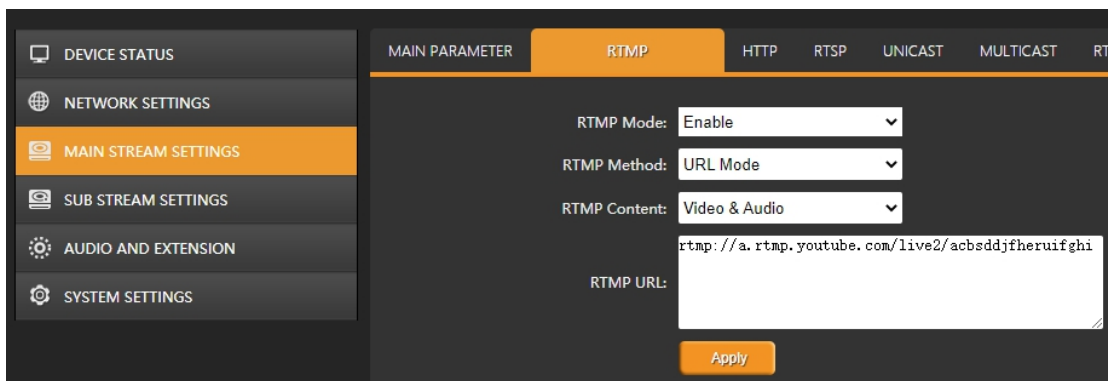 DEVICE STATUS
NETWORK SETTINGS
MAIN STREAM SETTINGS
SUB STREAM SETTINGS
AUDIO AND EXTENSION
SYSTEM SETTINGS
MAIN PARAMETER RTMP HTTP RTSP UNICAST MULTICAST
RTMP Mode: Enable
RTMP Method: URL Mode
RTMP Content: Video & Audio
RTMP URL: rtmp://a.rtmp.youtube.com/live2/acbsddjfheruifghi
Apply